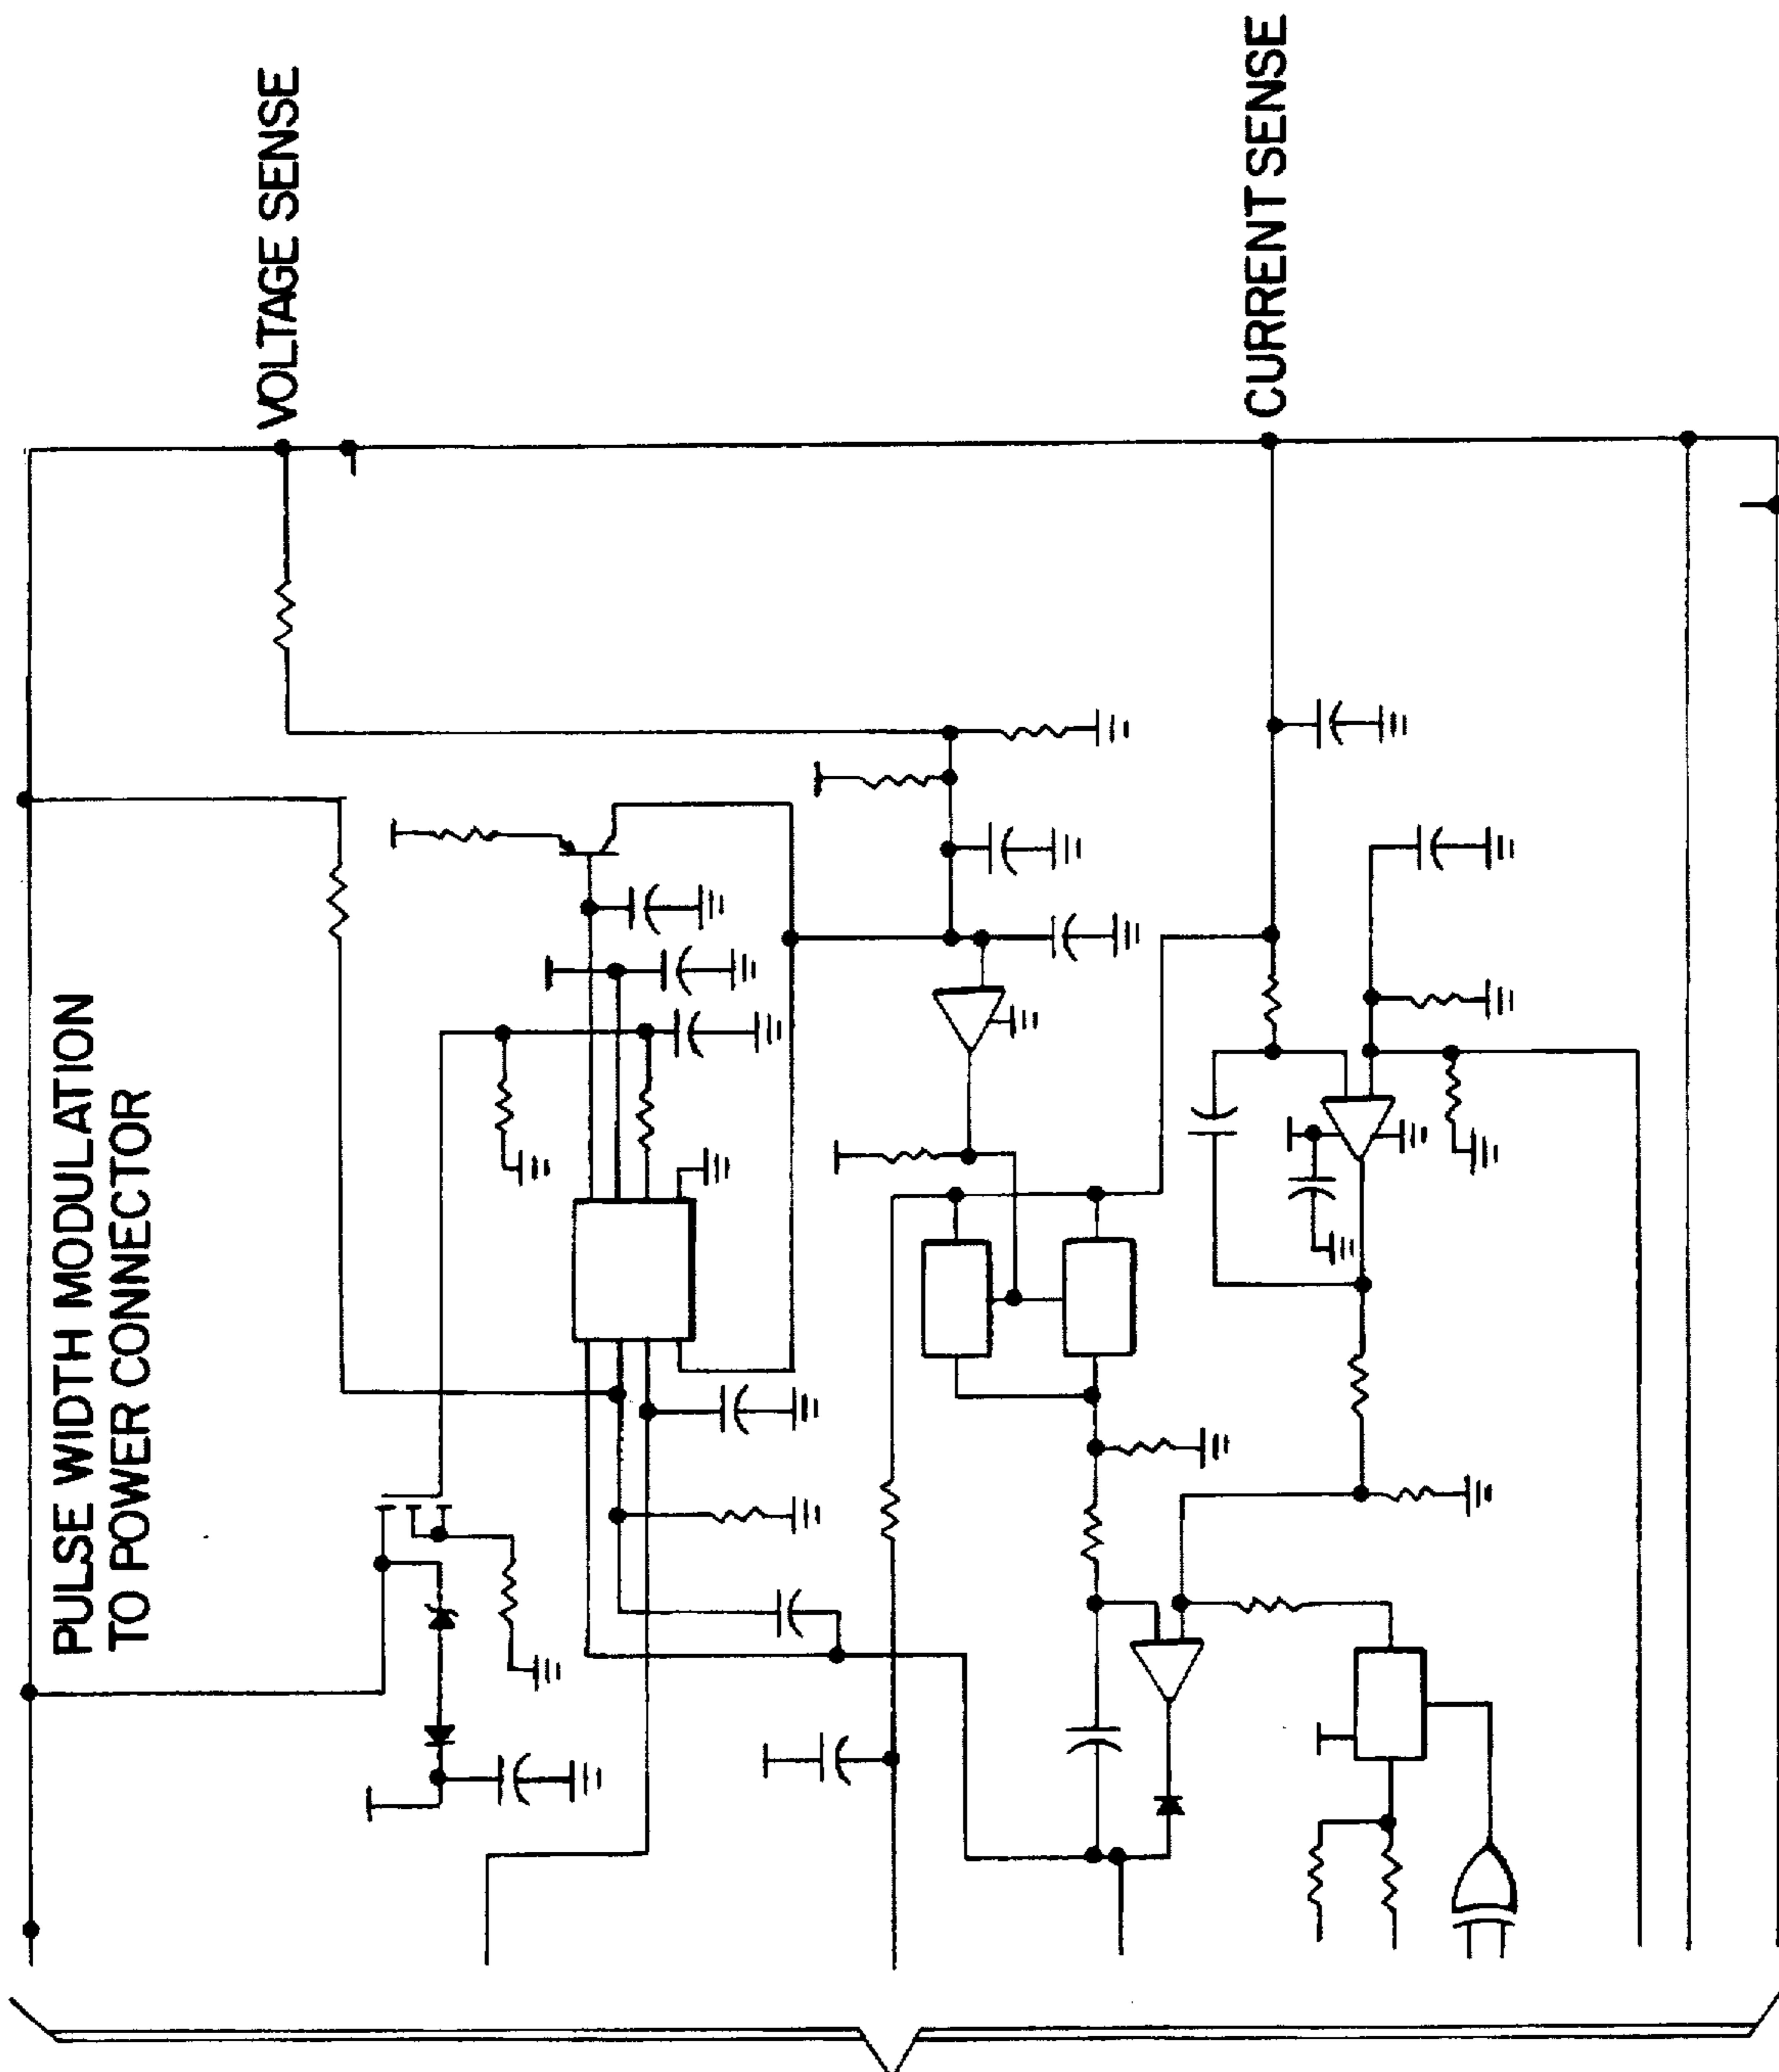 PULSE WIDTH MODULATION
TO POWER CONNECTOR
VOLTAGE SENSE
CURRENT SENSE